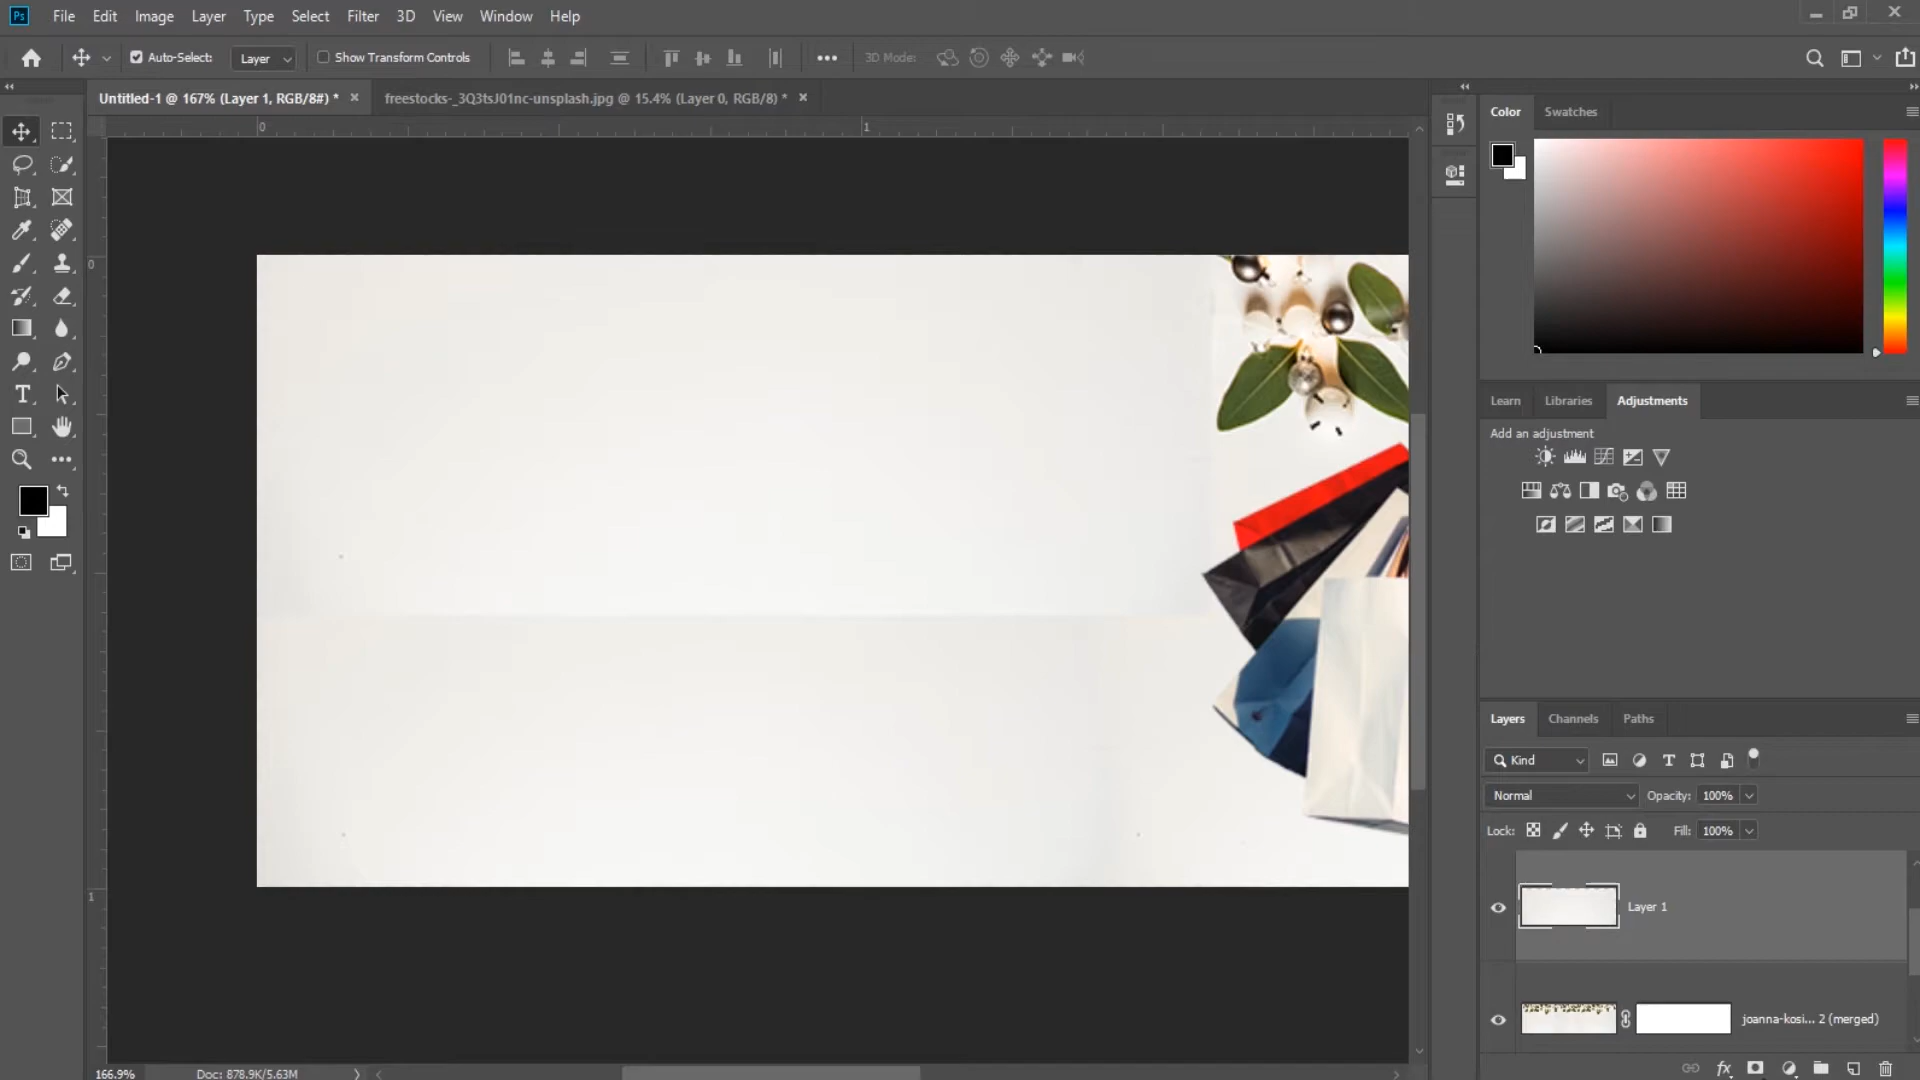 Ps File Edit Image Layer Type Select Filter 3D View Window Help
Auto-Select: Layer Show Transform Controls 3D Mode:
Untitled-1 @ 167% (Layer 1, RGB/8#) * freestocks-_3Q3tsJ01nc-unsplash.jpg @ 15.4% (Layer 0, RGB/8) *
0 1
0
1
Color Swatches
Learn Libraries Adjustments
Add an adjustment
Layers Channels Paths
Kind
Normal Opacity: 100%
Lock: Fill: 100%
Layer 1
joanna-kosi... 2 (merged)
166.9% Doc: 878.9K/5.63M